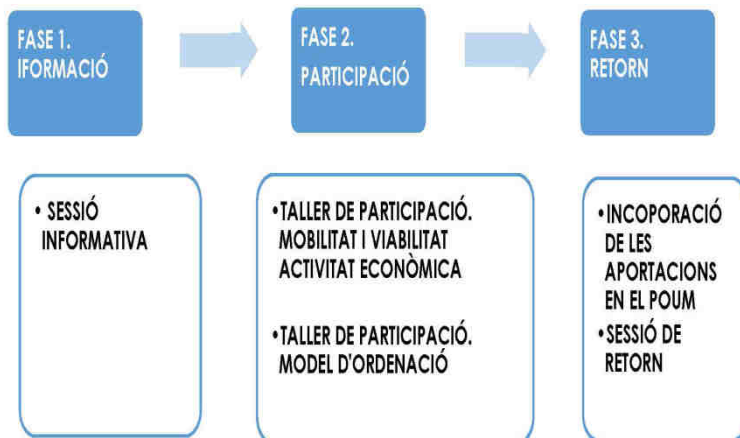 FASE 1.
IFORMACIÓ
FASE 2.
PARTICIPACIÓ
FASE 3.
RETORN
• SESSIÓ
INFORMATIVA
•TALLER DE PARTICIPACIÓ.
MOBILITAT I VIABILITAT
ACTIVITAT ECONÒMICA
•TALLER DE PARTICIPACIÓ.
MODEL D'ORDENACIÓ
•INCOPORACIÓ
DE LES
APORTACIONS
EN EL POUM
•SESSIÓ DE
RETORN